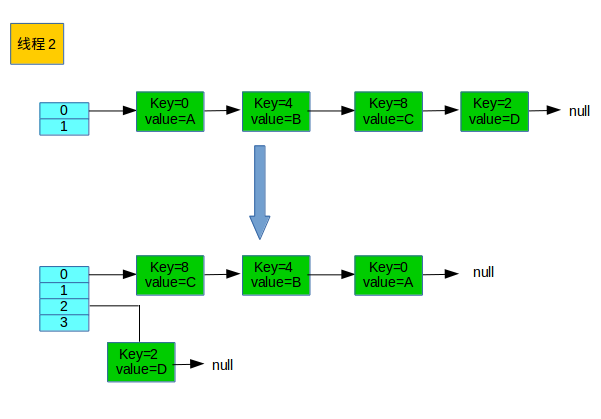 线程 2
0
1
Key=0
value=A
Key=4
value=B
Key=8
value=C
Key=2
value=D
null
0
1
2
3
Key=8
value=C
Key=4
value=B
Key=0
value=A
null
Key=2
value=D
null